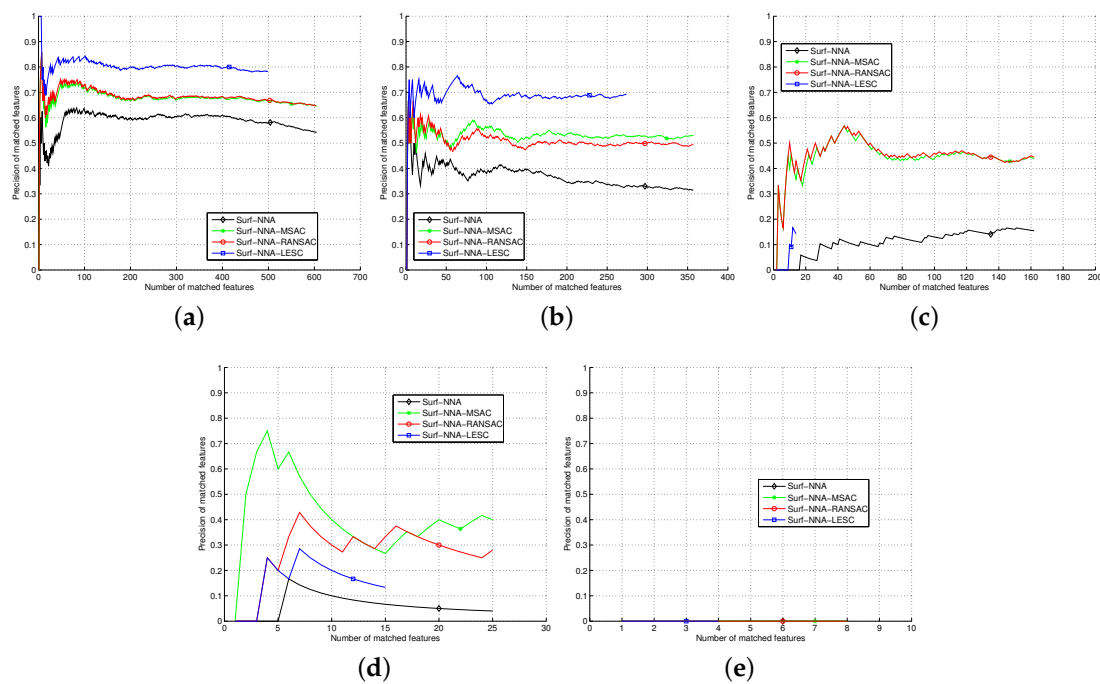 Precision of matched features
1
0.9
0.8
0.7
0.6
0.5
0.4
0.3
0.2
0.1
0
Surf−NNA
Surf−NNA−MSAC
Surf−NNA−RANSAC
Surf−NNA−LESC
0 100 200 300 400 500 600 700
Number of matched features
(a)
Precision of matched features
1
0.9
0.8
0.7
0.6
0.5
0.4
0.3
0.2
0.1
0
Surf−NNA
Surf−NNA−MSAC
Surf−NNA−RANSAC
Surf−NNA−LESC
0 50 100 150 200 250 300 350 400
Number of matched features
(b)
Precision of matched features
1
0.9
0.8
0.7
0.6
0.5
0.4
0.3
0.2
0.1
0
Surf−NNA
Surf−NNA−MSAC
Surf−NNA−RANSAC
Surf−NNA−LESC
0 20 40 60 80 100 120 140 160 180 200
Number of matched features
(c)
Precision of matched features
1
0.9
0.8
0.7
0.6
0.5
0.4
0.3
0.2
0.1
0
Surf−NNA
Surf−NNA−MSAC
Surf−NNA−RANSAC
Surf−NNA−LESC
0 5 10 15 20 25 30
Number of matched features
(d)
Precision of matched features
1
0.9
0.8
0.7
0.6
0.5
0.4
0.3
0.2
0.1
0
Surf−NNA
Surf−NNA−MSAC
Surf−NNA−RANSAC
Surf−NNA−LESC
0 1 2 3 4 5 6 7 8 9 10
Number of matched features
(e)